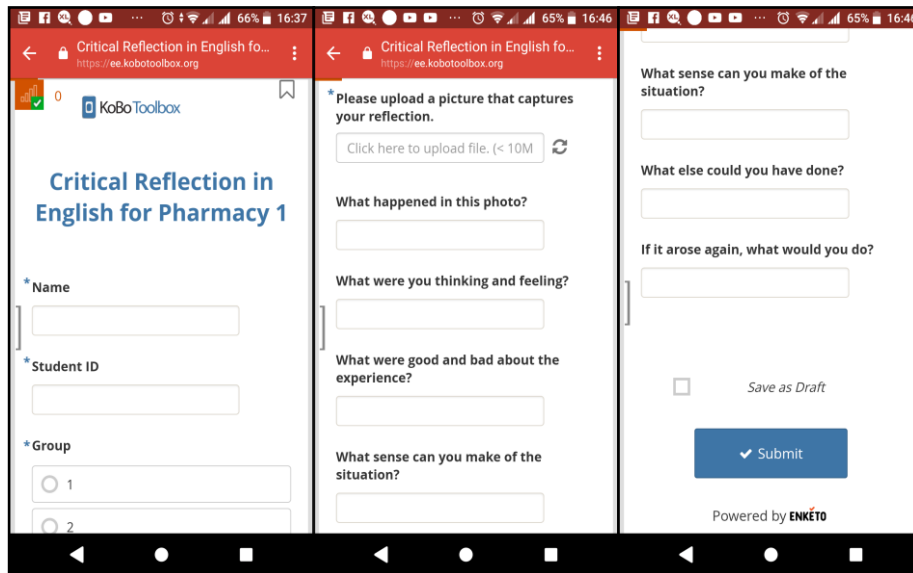 66% 16:37
Critical Reflection in English fo...
https://ee.kobotoolbox.org
0
KoBoToolbox
Critical Reflection in
English for Pharmacy 1
*Name
*Student ID
*Group
1
2
65% 16:46
Critical Reflection in English fo...
https://ee.kobotoolbox.org
*Please upload a picture that captures
your reflection.
Click here to upload file. (< 10M
What happened in this photo?
What were you thinking and feeling?
What were good and bad about the
experience?
What sense can you make of the
situation?
65% 16:46
What sense can you make of the
situation?
What else could you have done?
If it arose again, what would you do?
Save as Draft
Submit
Powered by ENKETO